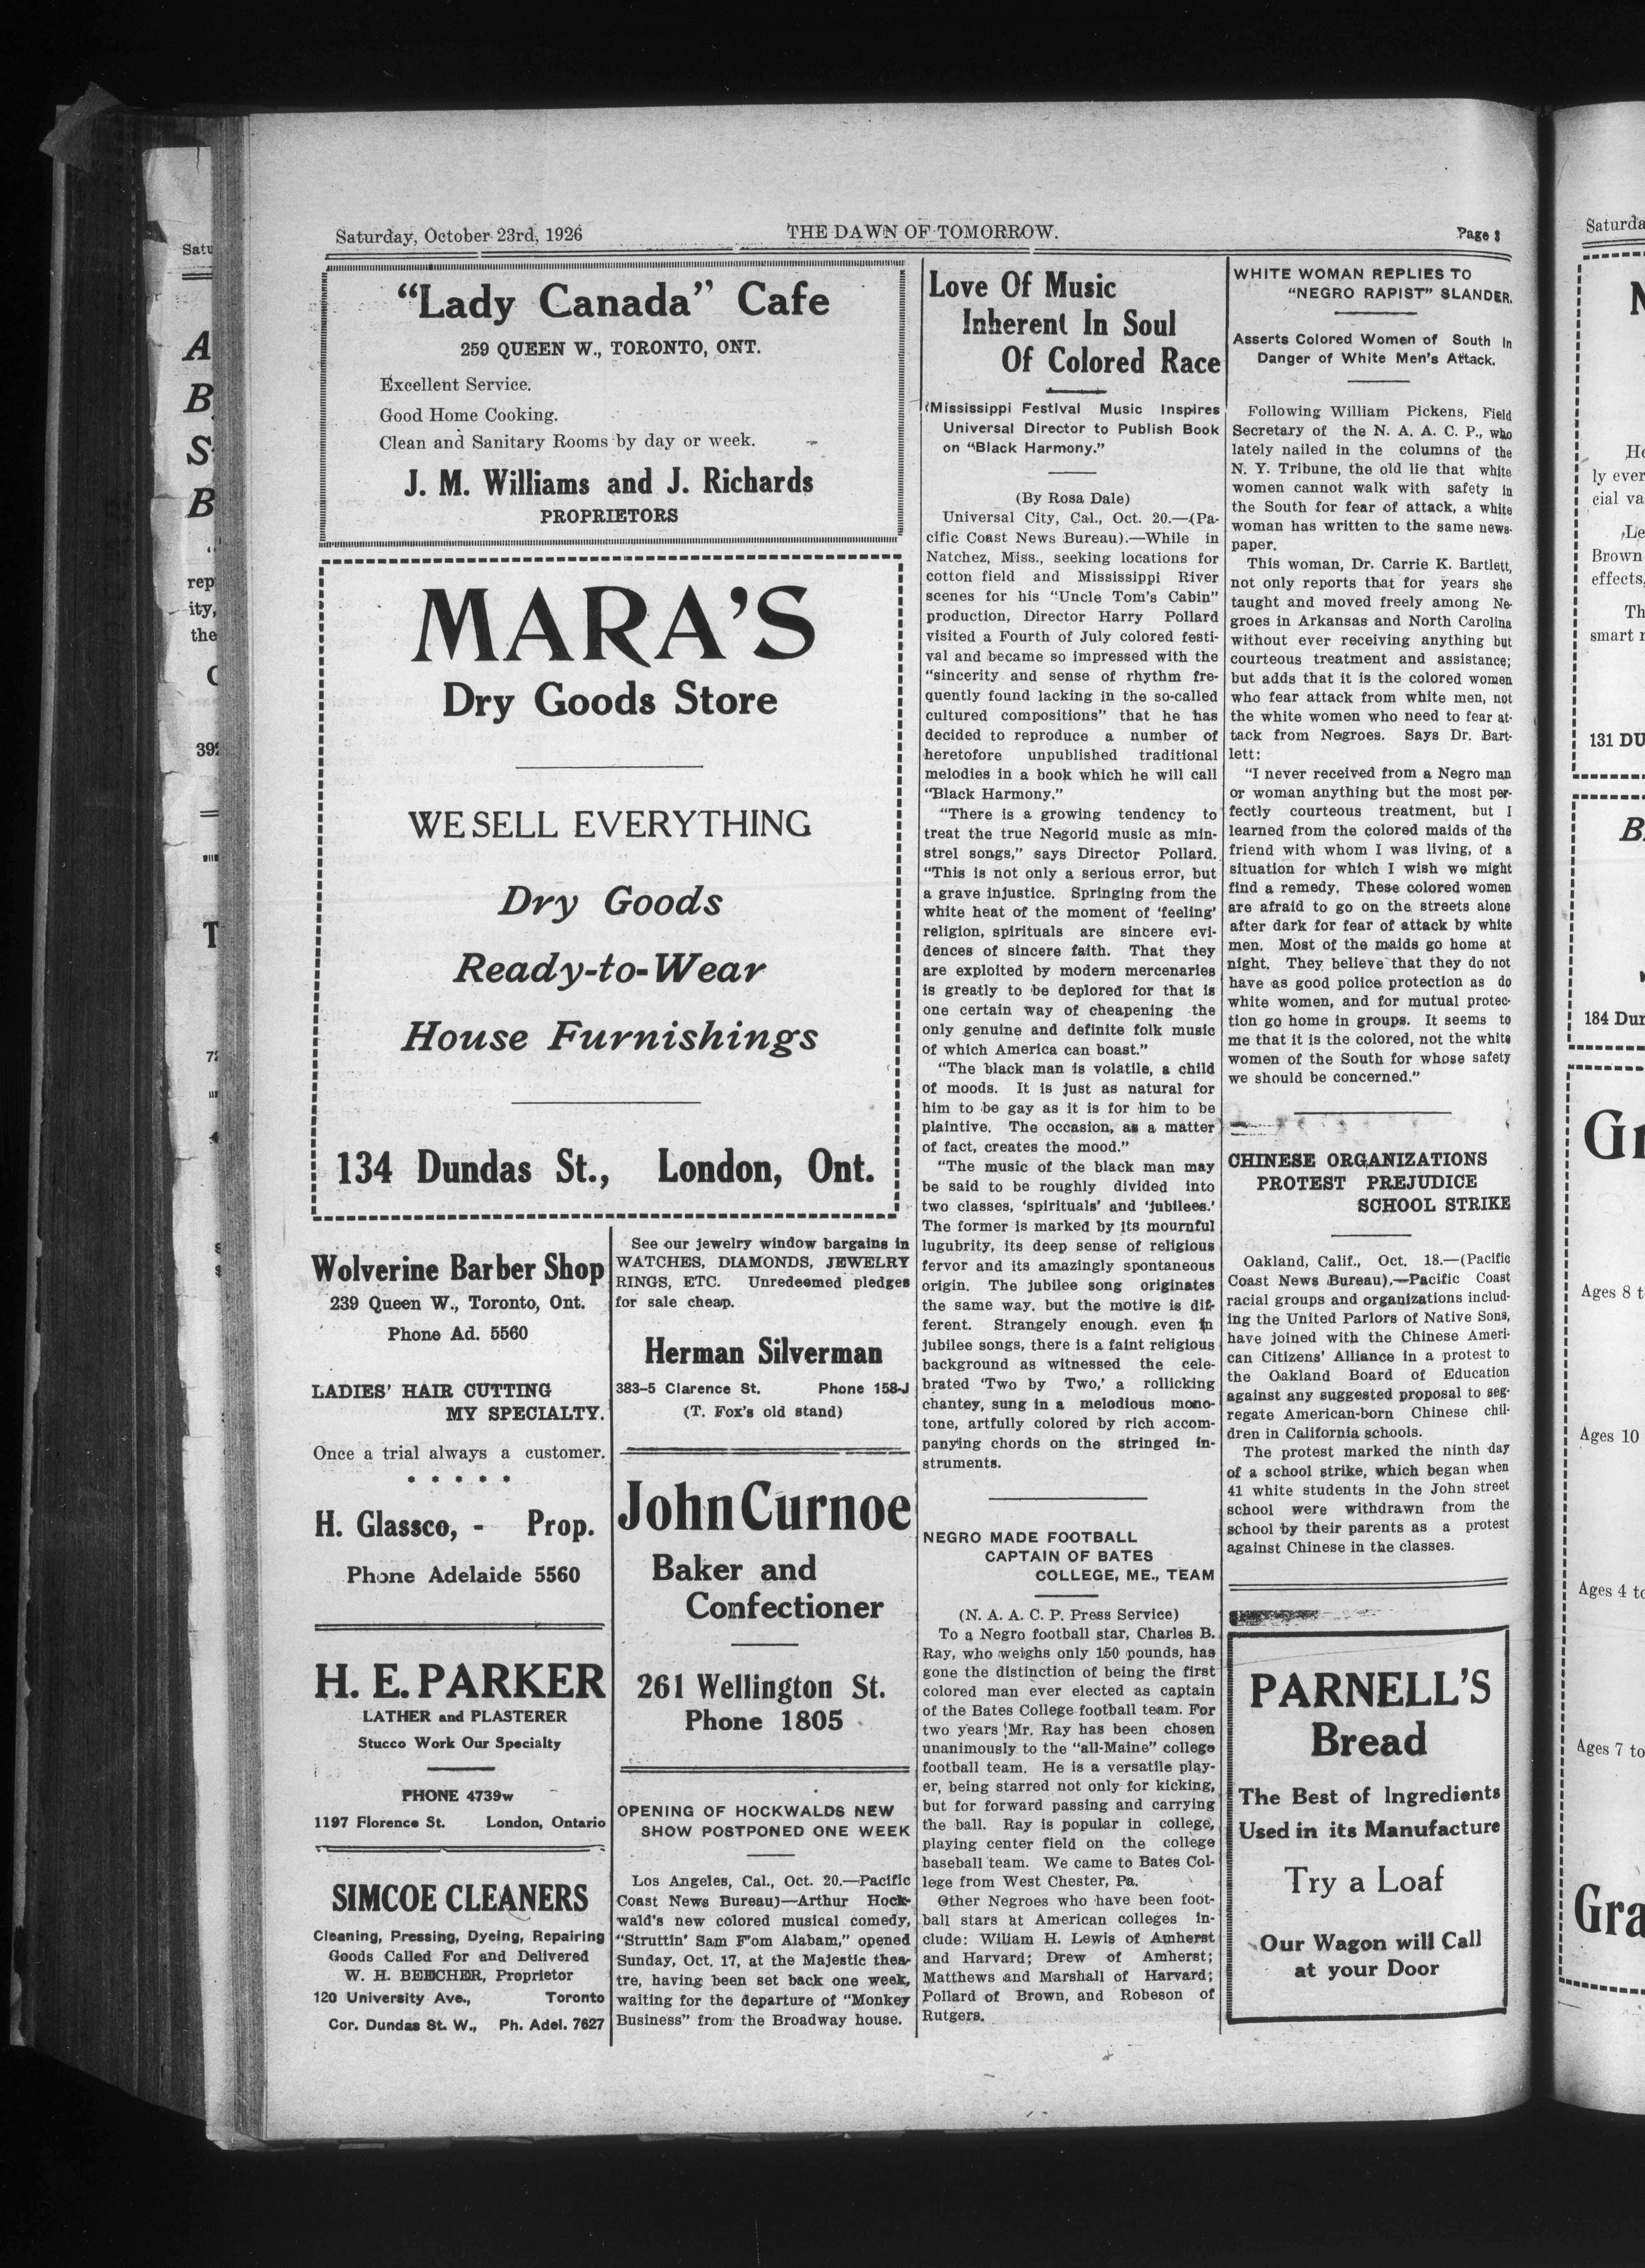 Saturday, October 23rd, 1926
THE DAWN OF TOMORROW.
Page 3
"Lady Canada" Cafe
259 QUEEN W., TORONTO, ONT.
Excellent Service.
Good Home Cooking.
Clean and Sanitary Rooms by day or week.
J. M. Williams and J. Richards
PROPRIETORS
MARA'S
Dry Goods Store
WE SELL EVERYTHING
Dry Goods
Ready-to-Wear
House Furnishings
134 Dundas St., London, Ont.
Wolverine Barber Shop
239 Queen W., Toronto, Ont.
Phone Ad. 5560
LADIES' HAIR CUTTING
MY SPECIALTY.
Once a trial always a customer.
* * * * *
H. Glassco, - Prop.
Phone Adelaide 5560
H. E. PARKER
LATHER and PLASTERER
Stucco Work Our Specialty
PHONE 4739w
1197 Florence St. London, Ontario
SIMCOE CLEANERS
Cleaning, Pressing, Dyeing, Repairing
Goods Called For and Delivered
W. H. BEECHER, Proprietor
120 University Ave., Toronto
Cor. Dundas St. W., Ph. Adel. 7627
See our jewelry window bargains in
WATCHES, DIAMONDS, JEWELRY
RINGS, ETC. Unredeemed pledges
for sale cheap.
Herman Silverman
383-5 Clarence St. Phone 158-J
(T. Fox's old stand)
John Curnoe
Baker and
Confectioner
261 Wellington St.
Phone 1805
OPENING OF HOCKWALDS NEW
SHOW POSTPONED ONE WEEK
Los Angeles, Cal., Oct. 20.—Pacific
Coast News Bureau)—Arthur Hock-
wald's new colored musical comedy,
"Struttin' Sam F'om Alabam," opened
Sunday, Oct. 17, at the Majestic thea-
tre, having been set back one week,
waiting for the departure of "Monkey
Business" from the Broadway house.
Love Of Music
Inherent In Soul
Of Colored Race
Mississippi Festival Music Inspires
Universal Director to Publish Book
on "Black Harmony."
(By Rosa Dale)
Universal City, Cal., Oct. 20.—(Pa-
cific Coast News Bureau).—While in
Natchez, Miss., seeking locations for
cotton field and Mississippi River
scenes for his "Uncle Tom's Cabin"
production, Director Harry Pollard
visited a Fourth of July colored festi-
val and became so impressed with the
"sincerity and sense of rhythm fre-
quently found lacking in the so-called
cultured compositions" that he has
decided to reproduce a number of
heretofore unpublished traditional
melodies in a book which he will call
"Black Harmony."
"There is a growing tendency to
treat the true Negorid music as min-
strel songs," says Director Pollard.
"This is not only a serious error, but
a grave injustice. Springing from the
white heat of the moment of 'feeling'
religion, spirituals are sincere evi-
dences of sincere faith. That they
are exploited by modern mercenaries
is greatly to be deplored for that is
one certain way of cheapening the
only genuine and definite folk music
of which America can boast."
"The black man is volatile, a child
of moods. It is just as natural for
him to be gay as it is for him to be
plaintive. The occasion, as a matter
of fact, creates the mood."
"The music of the black man may
be said to be roughly divided into
two classes, 'spirituals' and 'jubilees.'
The former is marked by its mournful
lugubrity, its deep sense of religious
fervor and its amazingly spontaneous
origin. The jubilee song originates
the same way. but the motive is dif-
ferent. Strangely enough. even in
jubilee songs, there is a faint religious
background as witnessed the cele-
brated 'Two by Two,' a rollicking
chantey, sung in a melodious mono-
tone, artfully colored by rich accom-
panying chords on the stringed in-
struments.
NEGRO MADE FOOTBALL
CAPTAIN OF BATES
COLLEGE, ME., TEAM
(N. A. A. C. P. Press Service)
To a Negro football star, Charles B.
Ray, who weighs only 150 pounds, has
gone the distinction of being the first
colored man ever elected as captain
of the Bates College football team. For
two years Mr. Ray has been chosen
unanimously to the "all-Maine" college
football team. He is a versatile play-
er, being starred not only for kicking,
but for forward passing and carrying
the ball. Ray is popular in college,
playing center field on the college
baseball team. We came to Bates Col-
lege from West Chester, Pa.
Other Negroes who have been foot-
ball stars at American colleges in-
clude: Wiliam H. Lewis of Amherst
and Harvard; Drew of Amherst;
Matthews and Marshall of Harvard;
Pollard of Brown, and Robeson of
Rutgers.
WHITE WOMAN REPLIES TO
"NEGRO RAPIST" SLANDER.
Asserts Colored Women of South In
Danger of White Men's Attack.
Following William Pickens, Field
Secretary of the N. A. A. C. P., who
lately nailed in the columns of the
N. Y. Tribune, the old lie that white
women cannot walk with safety in
the South for fear of attack, a white
woman has written to the same news-
paper.
This woman, Dr. Carrie K. Bartlett,
not only reports that for years she
taught and moved freely among Ne-
groes in Arkansas and North Carolina
without ever receiving anything but
courteous treatment and assistance;
but adds that it is the colored women
who fear attack from white men, not
the white women who need to fear at-
tack from Negroes. Says Dr. Bart-
lett:
"I never received from a Negro man
or woman anything but the most per-
fectly courteous treatment, but I
learned from the colored maids of the
friend with whom I was living, of a
situation for which I wish we might
find a remedy. These colored women
are afraid to go on the streets alone
after dark for fear of attack by white
men. Most of the maids go home at
night. They believe that they do not
have as good police protection as do
white women, and for mutual protec-
tion go home in groups. It seems to
me that it is the colored, not the white
women of the South for whose safety
we should be concerned."
CHINESE ORGANIZATIONS
PROTEST PREJUDICE
SCHOOL STRIKE
Oakland, Calif., Oct. 18.—(Pacific
Coast News Bureau).—Pacific Coast
racial groups and organizations includ-
ing the United Parlors of Native Sons,
have joined with the Chinese Ameri-
can Citizens' Alliance in a protest to
the Oakland Board of Education
against any suggested proposal to seg-
regate American-born Chinese chil-
dren in California schools.
The protest marked the ninth day
of a school strike, which began when
41 white students in the John street
school were withdrawn from the
school by their parents as a protest
against Chinese in the classes.
PARNELL'S
Bread
The Best of Ingredients
Used in its Manufacture
Try a Loaf
Our Wagon will Call
at your Door